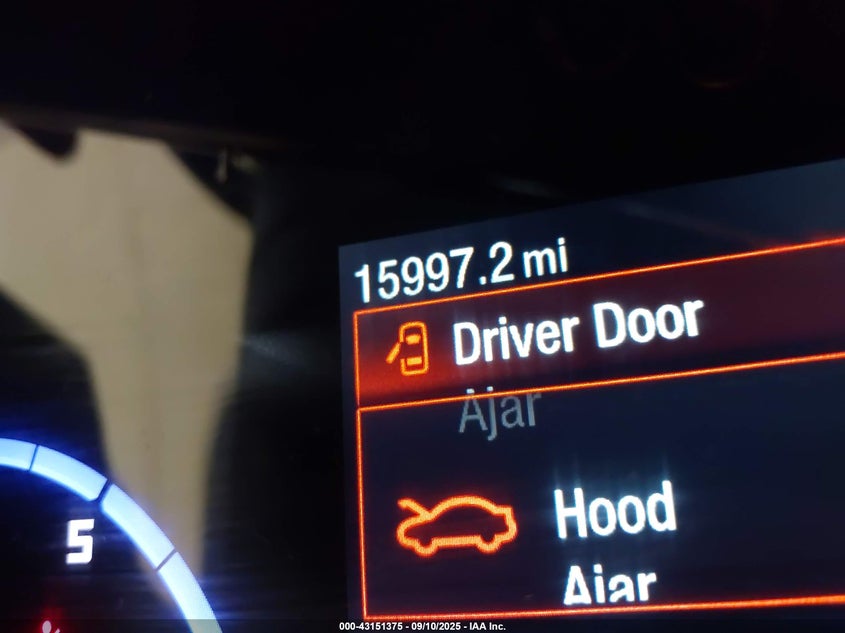 15997.2 mi
Driver Door
Ajar
Hood
Ajar
5
000-43151375 - 09/10/2025 - IAA Inc.